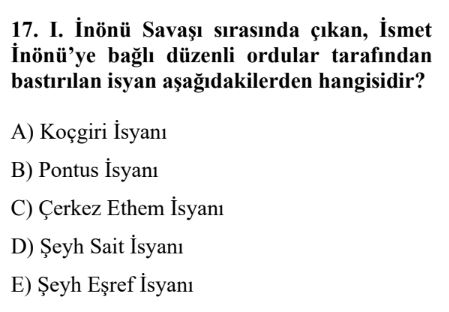 17. I. İnönü Savaşı sırasında çıkan, İsmet
İnönü’ye bağlı düzenli ordular tarafından
bastırılan isyan aşağıdakilerden hangisidir?
A) Koçgiri İsyanı
B) Pontus İsyanı
C) Çerkez Ethem İsyanı
D) Şeyh Sait İsyanı
E) Şeyh Eşref İsyanı